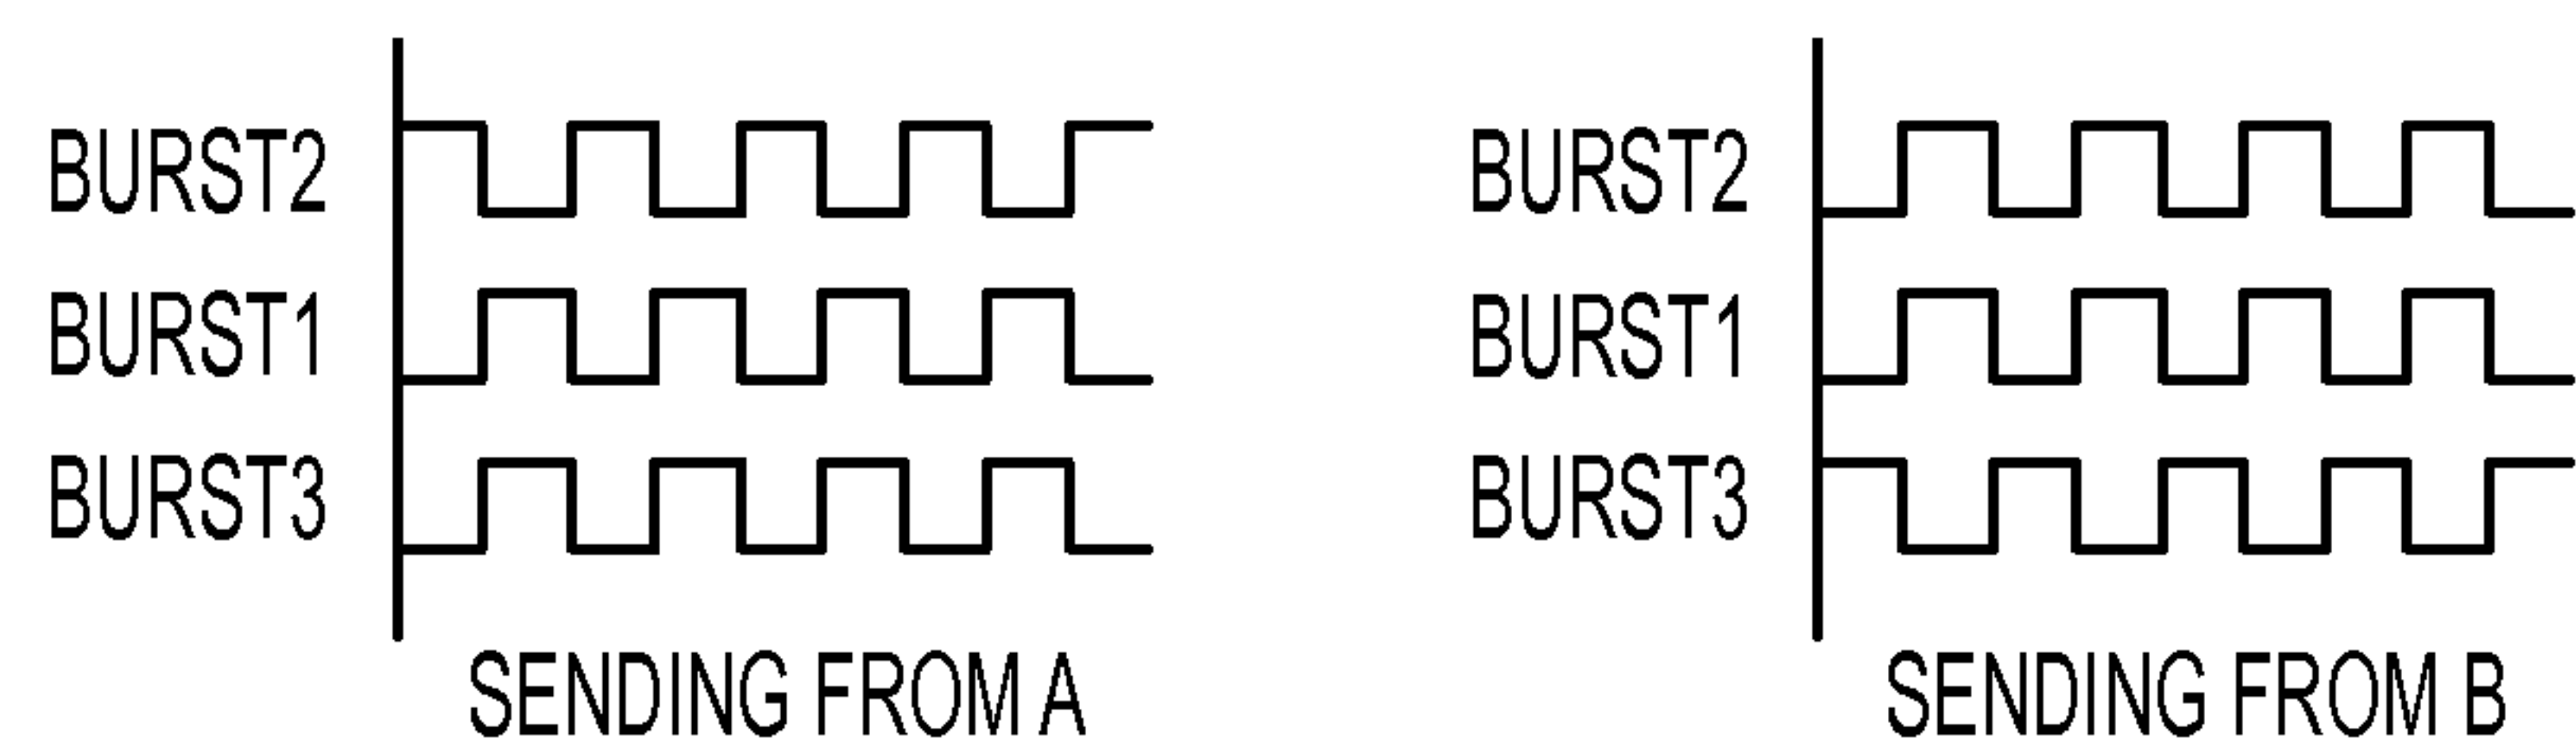 BURST2
BURST1
BURST3
SENDING FROM A
BURST2
BURST1
BURST3
SENDING FROM B